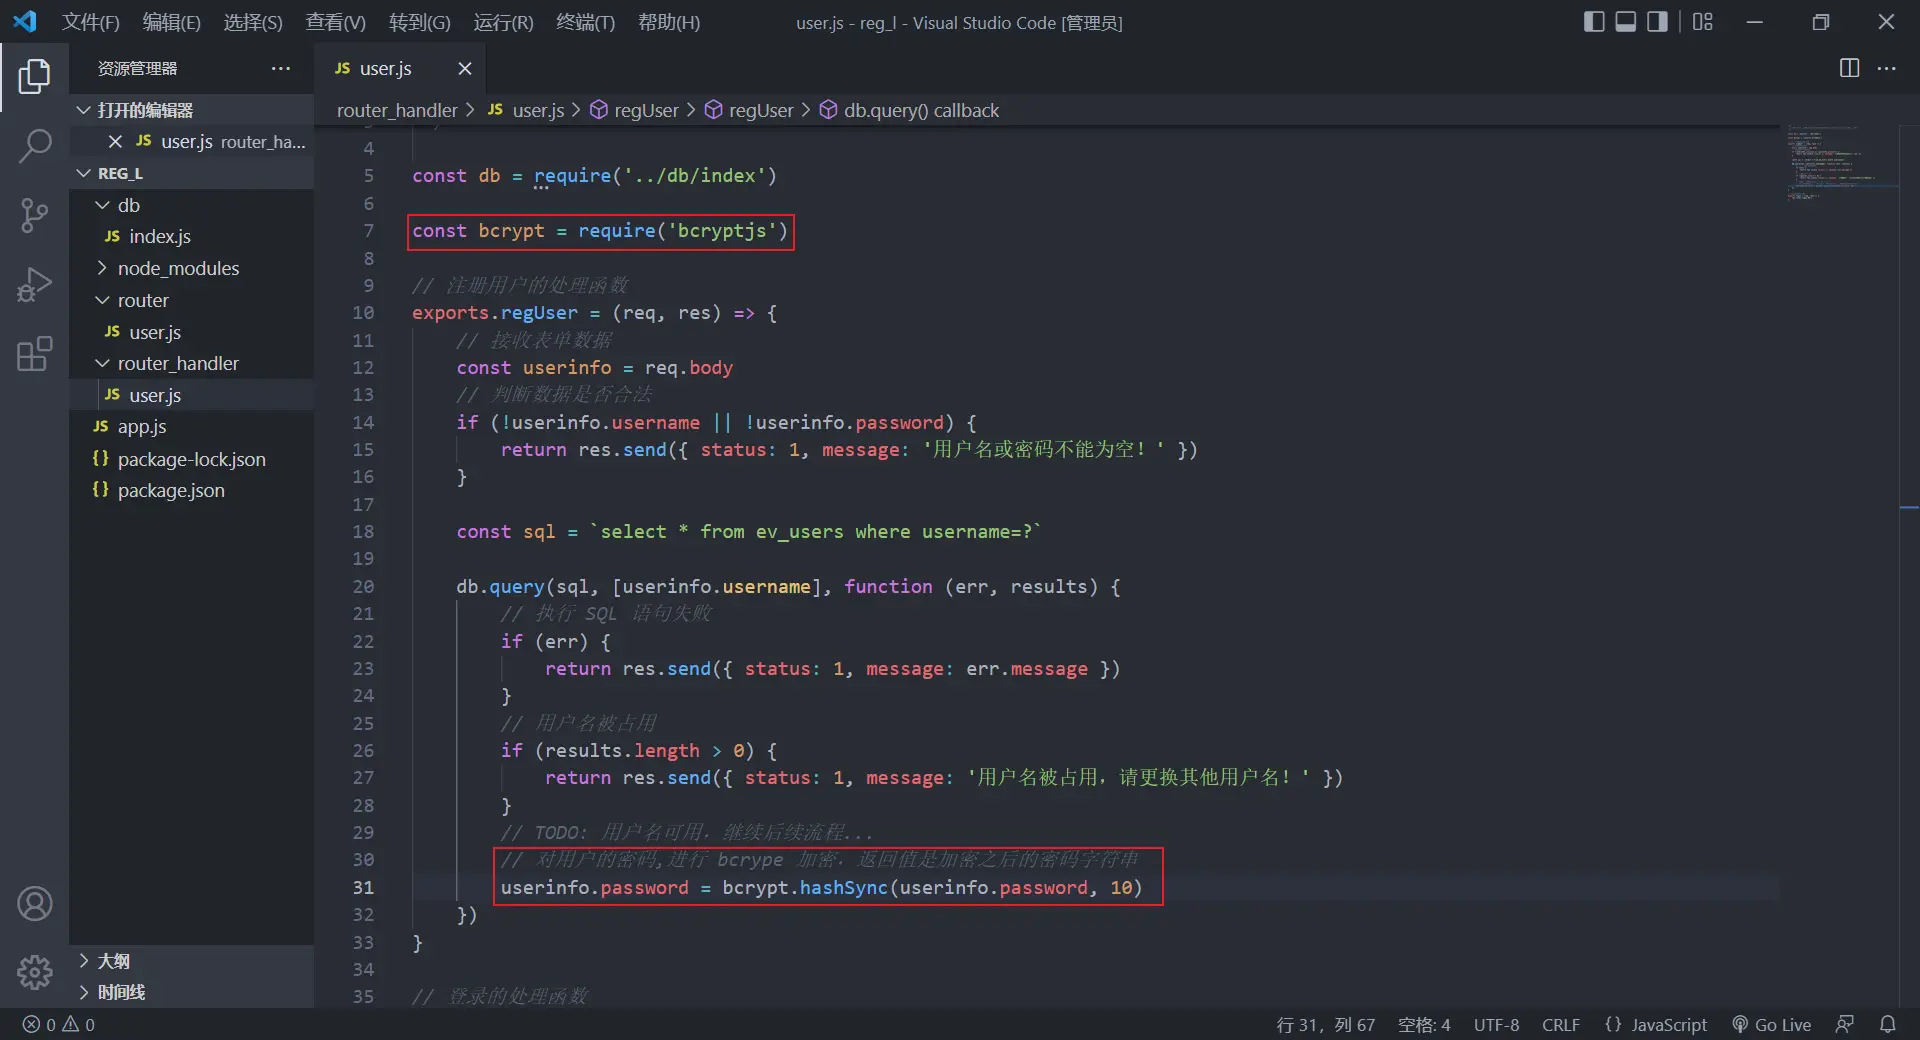 文件(F) 编辑(E) 选择(S) 查看(V) 转到(G) 运行(R) 终端(T) 帮助(H) user.js - reg_l - Visual Studio Code [管理员]
资源管理器
打开的编辑器
JS user.js router_ha...
REG_L
db
JS index.js
node_modules
router
JS user.js
router_handler
JS user.js
JS app.js
{} package-lock.json
{} package.json
大纲
时间线
JS user.js
router_handler > JS user.js > regUser > regUser > db.query() callback
4
5 const db = require('../db/index')
6
7 const bcrypt = require('bcryptjs')
8
9 // 注册用户的处理函数
10 exports.regUser = (req, res) => {
11 // 接收表单数据
12 const userinfo = req.body
13 // 判断数据是否合法
14 if (!userinfo.username || !userinfo.password) {
15 return res.send({ status: 1, message: '用户名或密码不能为空！' })
16 }
17
18 const sql = `select * from ev_users where username=?`
19
20 db.query(sql, [userinfo.username], function (err, results) {
21 // 执行 SQL 语句失败
22 if (err) {
23 return res.send({ status: 1, message: err.message })
24 }
25 // 用户名被占用
26 if (results.length > 0) {
27 return res.send({ status: 1, message: '用户名被占用，请更换其他用户名！' })
28 }
29 // TODO: 用户名可用，继续后续流程...
30 // 对用户的密码,进行 bcrype 加密，返回值是加密之后的密码字符串
31 userinfo.password = bcrypt.hashSync(userinfo.password, 10)
32 })
33 }
34
35 // 登录的处理函数
0 0 行 31，列 67 空格: 4 UTF-8 CRLF {} JavaScript Go Live